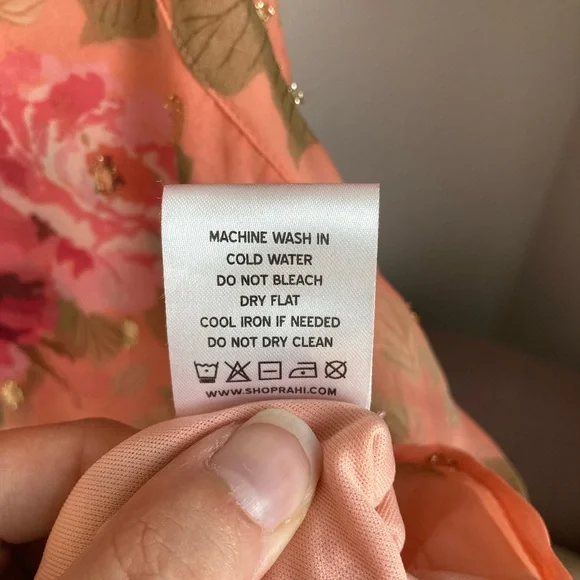 MACHINE WASH IN
COLD WATER
DO NOT BLEACH
DRY FLAT
COOL IRON IF NEEDED
DO NOT DRY CLEAN
WWW.SHOPRAHI.COM